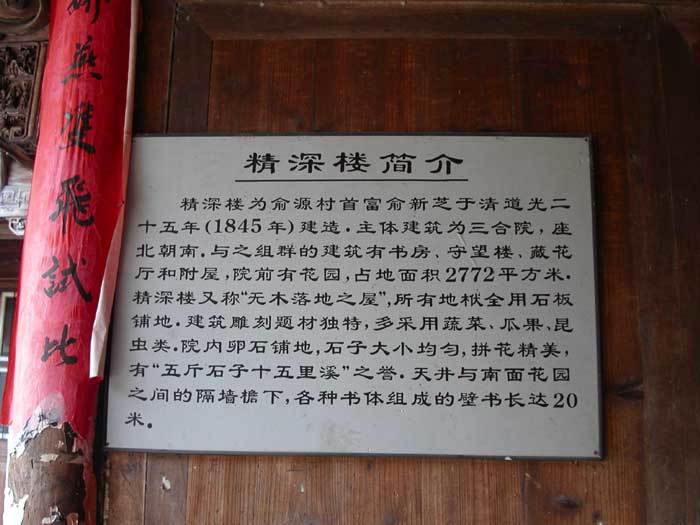 燕雙飛試比
精深楼简介
精深楼为俞源村首富俞新芝于清道光二
十五年(1845年)建造.主体建筑为三合院,座
北朝南.与之组群的建筑有书房、守望楼、藏花
厅和附屋,院前有花园,占地面积2772平方米.
精深楼又称“无木落地之屋”,所有地栿全用石板
铺地.建筑雕刻题材独特,多采用蔬菜、瓜果、昆
虫类.院内卵石铺地,石子大小均匀,拼花精美,
有“五斤石子十五里溪”之誉.天井与南面花园
之间的隔墙檐下,各种书体组成的壁书长达20
米.